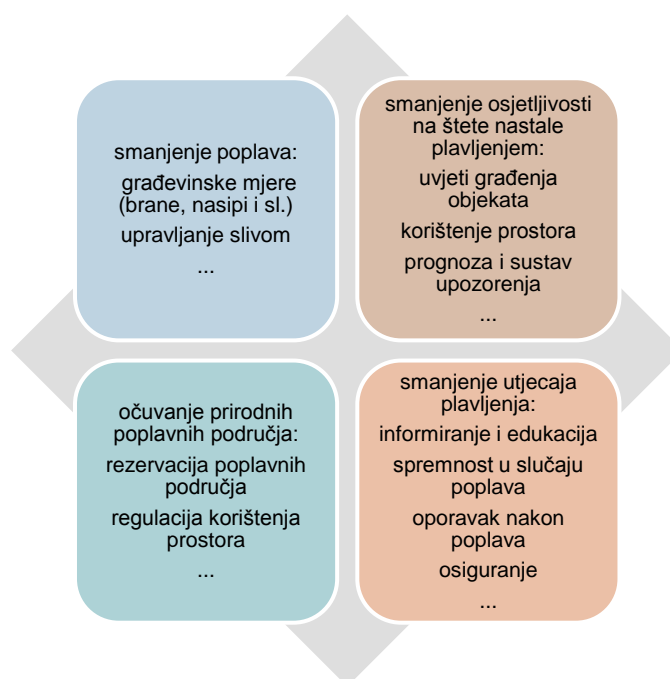 smanjenje poplava:
građevinske mjere
(brane, nasipi i sl.)
upravljanje slivom
...
smanjenje osjetljivosti
na štete nastale
plavljenjem:
uvjeti građenja
objekata
korištenje prostora
prognoza i sustav
upozorenja
...
očuvanje prirodnih
poplavnih područja:
rezervacija poplavnih
područja
regulacija korištenja
prostora
...
smanjenje utjecaja
plavljenja:
informiranje i edukacija
spremnost u slučaju
poplava
oporavak nakon
poplava
osiguranje
...